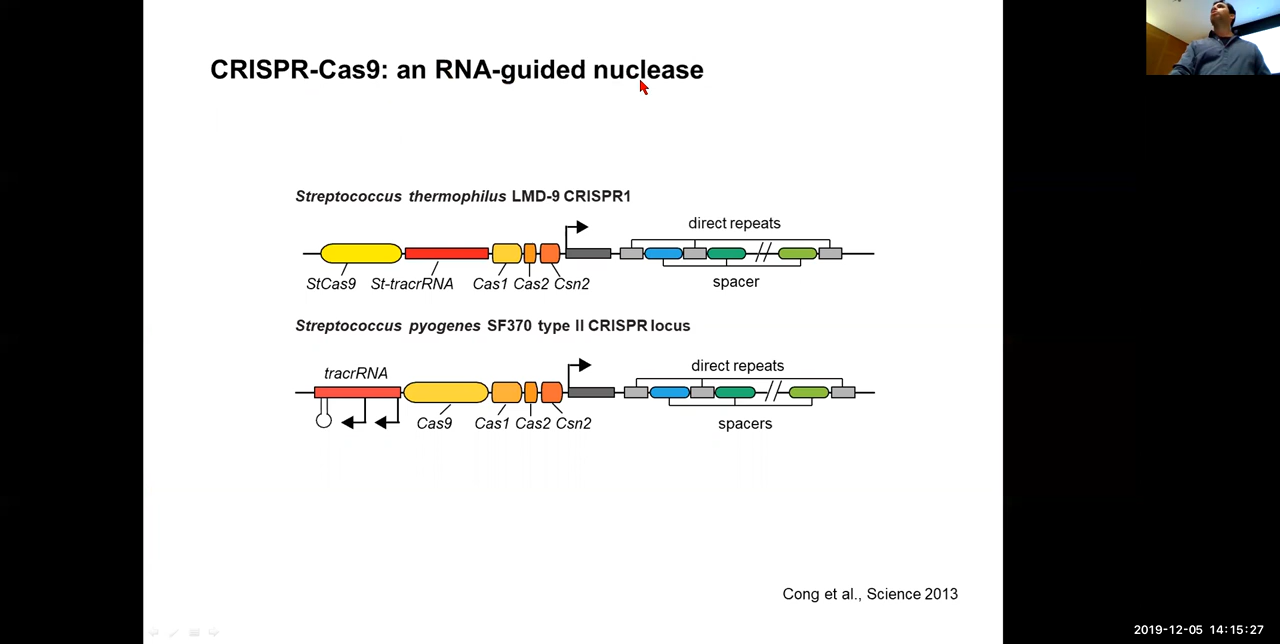 CRISPR-Cas9: an RNA-guided nuclease
Streptococcus thermophilus LMD-9 CRISPR1
direct repeats
StCas9 St-tracrRNA Cas1 Cas2 Csn2
spacer
Streptococcus pyogenes SF370 type II CRISPR locus
direct repeats
tracrRNA
Cas9 Cas1 Cas2 Csn2
spacers
Cong et al., Science 2013
2019-12-05 14:15:27